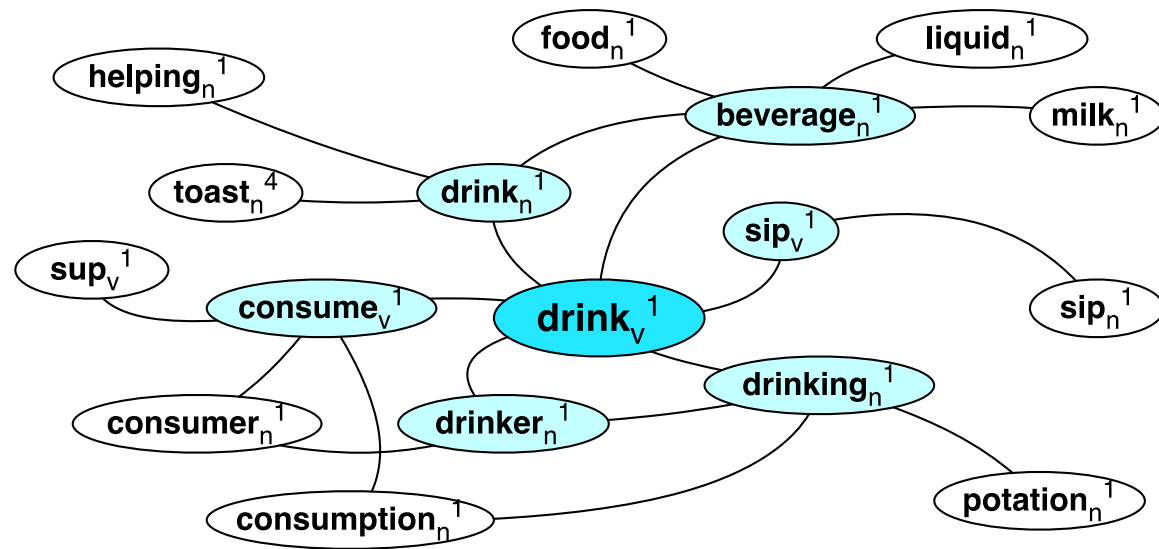 food_n^1
liquid_n^1
helping_n^1
beverage_n^1
milk_n^1
toast_n^4
drink_n^1
sip_v^1
sup_v^1
consume_v^1
drink_v^1
sip_n^1
drinking_n^1
consumer_n^1
drinker_n^1
consumption_n^1
potation_n^1